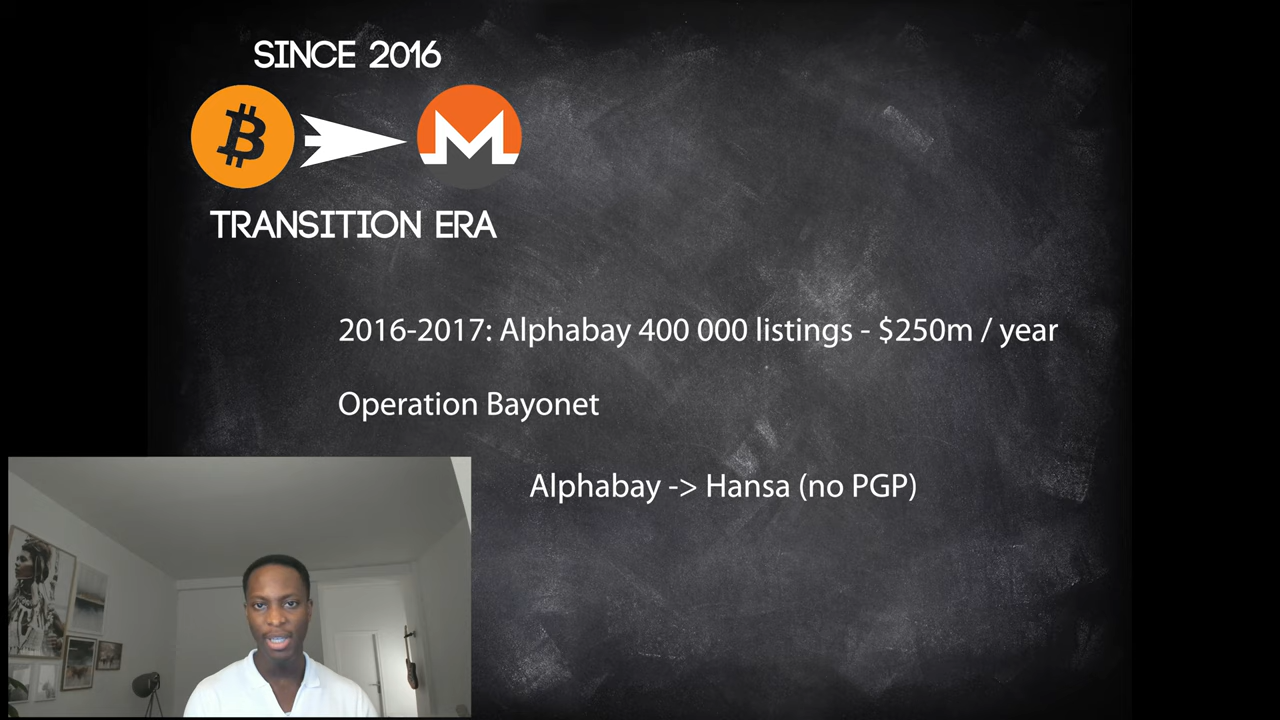 SINCE 2016
TRANSITION ERA
2016-2017: Alphabay 400 000 listings - $250m / year
Operation Bayonet
Alphabay -> Hansa (no PGP)